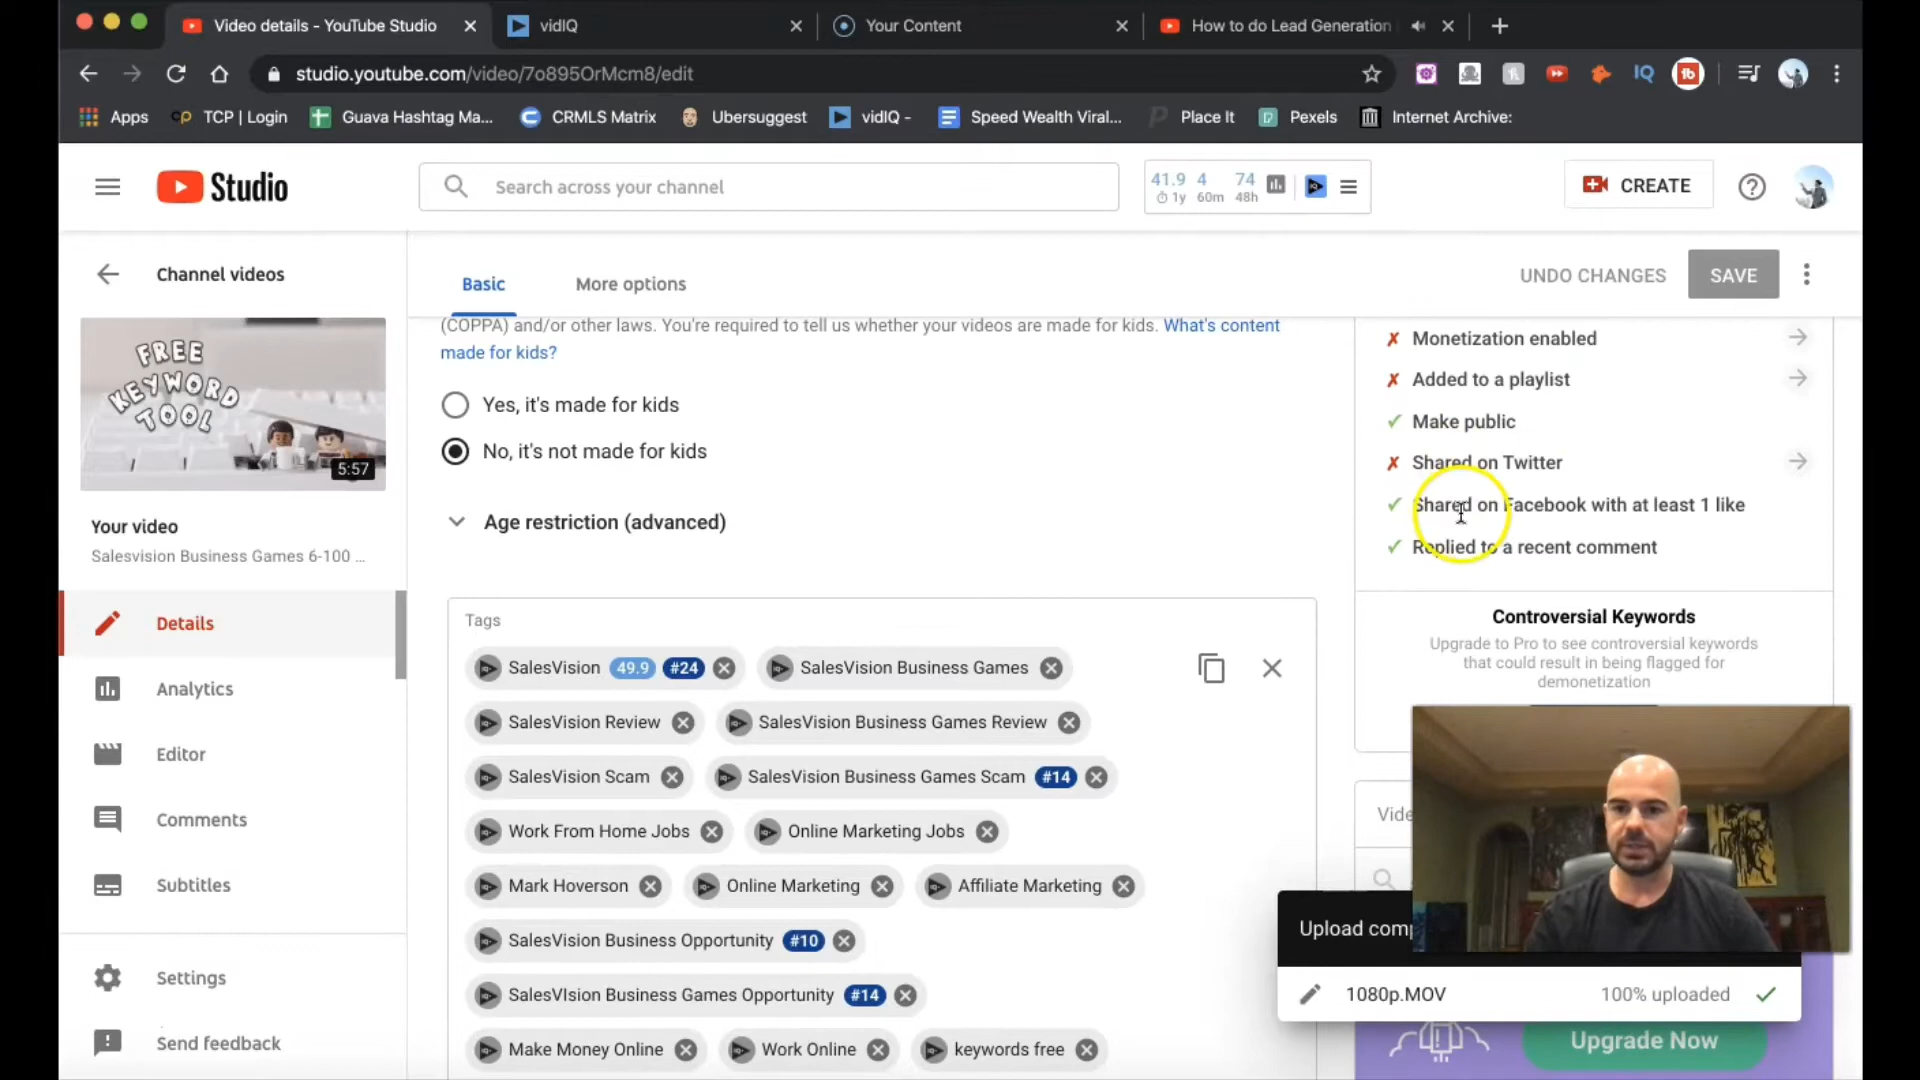 Video details - YouTube Studio
vidIQ
Your Content
How to do Lead Generation
studio.youtube.com/video/7o895OrMcm8/edit
Apps
TCP | Login
Guava Hashtag Ma...
CRMLS Matrix
Ubersuggest
vidIQ -
Speed Wealth Viral...
Place It
Pexels
Internet Archive:
Studio
Search across your channel
41.9 4 74
1y 60m 48h
CREATE
Channel videos
Basic
More options
UNDO CHANGES
SAVE
FREE
KEYWORD
TOOL
5:57
Your video
Salesvision Business Games 6-100 ...
Details
Analytics
Editor
Comments
Subtitles
Settings
Send feedback
(COPPA) and/or other laws. You're required to tell us whether your videos are made for kids. What's content
made for kids?
Yes, it's made for kids
No, it's not made for kids
Age restriction (advanced)
Tags
SalesVision 49.9 #24 SalesVision Business Games
SalesVision Review SalesVision Business Games Review
SalesVision Scam SalesVision Business Games Scam #14
Work From Home Jobs Online Marketing Jobs
Mark Hoverson Online Marketing Affiliate Marketing
SalesVision Business Opportunity #10
SalesVIsion Business Games Opportunity #14
Make Money Online Work Online keywords free
Monetization enabled
Added to a playlist
Make public
Shared on Twitter
Shared on Facebook with at least 1 like
Replied to a recent comment
Controversial Keywords
Upgrade to Pro to see controversial keywords
that could result in being flagged for
demonetization
Upload comp
1080p.MOV 100% uploaded
Upgrade Now